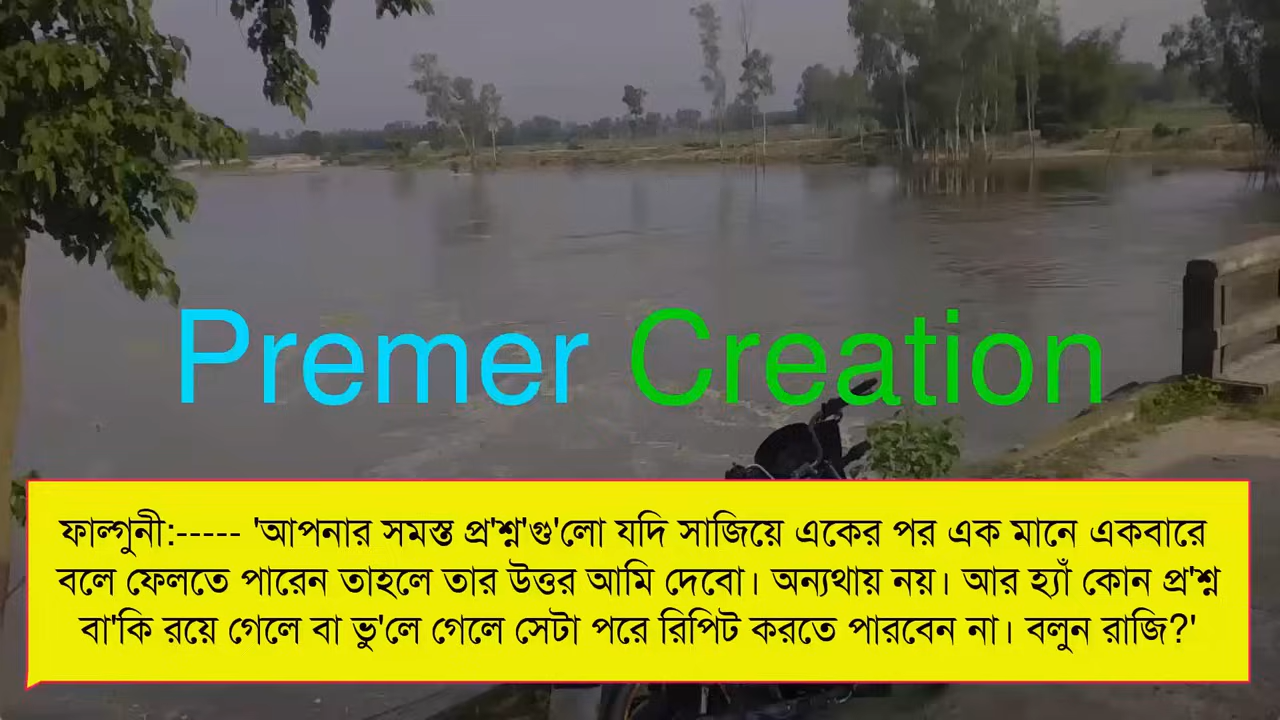 Premer Creation
ফাল্গুনী:----- 'আপনার সমস্ত প্র'শ্ন'গু'লো যদি সাজিয়ে একের পর এক মানে একবারে
বলে ফেলতে পারেন তাহলে তার উত্তর আমি দেবো। অন্যথায় নয়। আর হ্যাঁ কোন প্র'শ্ন
বা'কি রয়ে গেলে বা ভু'লে গেলে সেটা পরে রিপিট করতে পারবেন না। বলুন রাজি?'